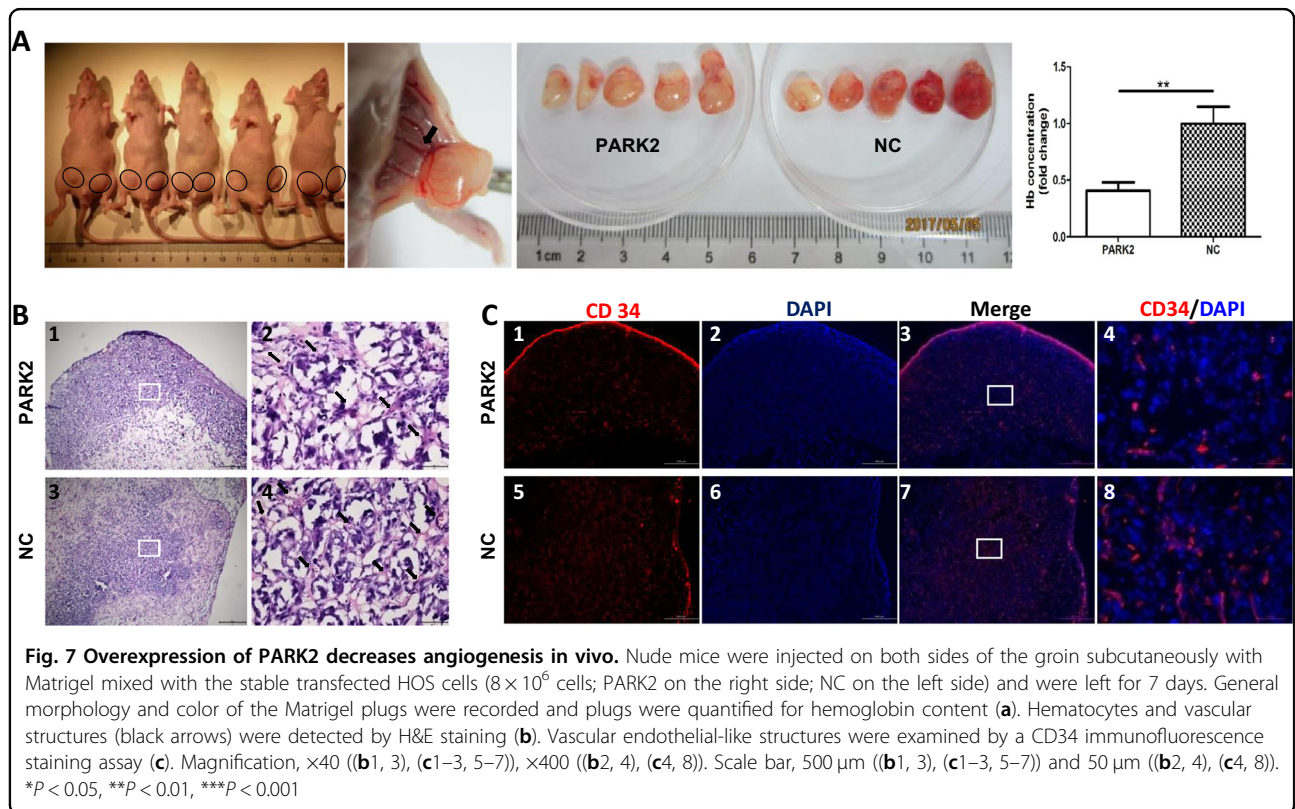 A
PARK2
NC
2017/05/05
1cm 2 3 4 5 6 7 8 9 10 11 12
Hb concentration
(fold change)
1.5
1.0
0.5
0.0
**
PARK2
NC
B
PARK2
1
2
NC
3
4
C
CD 34
DAPI
Merge
CD34/DAPI
PARK2
1
2
3
4
NC
5
6
7
8
Fig. 7 Overexpression of PARK2 decreases angiogenesis in vivo. Nude mice were injected on both sides of the groin subcutaneously with
Matrigel mixed with the stable transfected HOS cells (8 × 10⁶ cells; PARK2 on the right side; NC on the left side) and were left for 7 days. General
morphology and color of the Matrigel plugs were recorded and plugs were quantified for hemoglobin content (a). Hematocytes and vascular
structures (black arrows) were detected by H&E staining (b). Vascular endothelial-like structures were examined by a CD34 immunofluorescence
staining assay (c). Magnification, ×40 ((b1, 3), (c1–3, 5–7)), ×400 ((b2, 4), (c4, 8)). Scale bar, 500 μm ((b1, 3), (c1–3, 5–7)) and 50 μm ((b2, 4), (c4, 8)).
*P < 0.05, **P < 0.01, ***P < 0.001